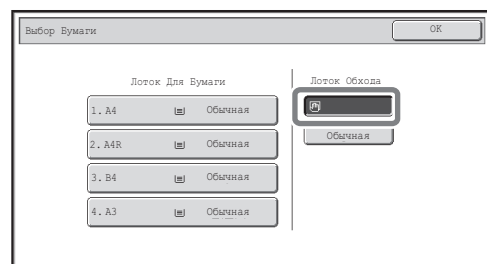 Выбор Бумаги
OK
Лоток Для Бумаги
Лоток Обхода
1. A4 Обычная
2. A4R Обычная
Обычная
3. B4 Обычная
4. A3 Обычная